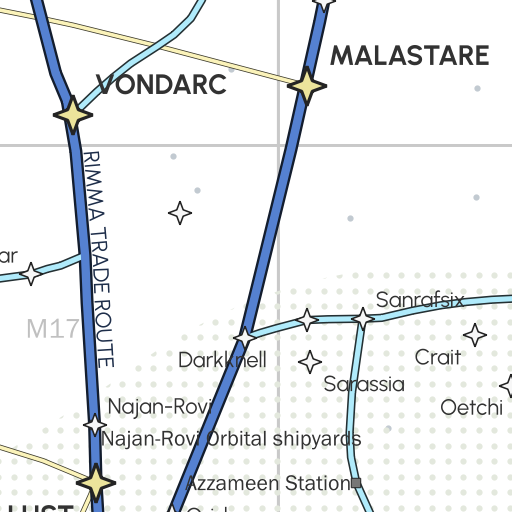 MALASTARE
VONDARC
RIMMA TRADE ROUTE
ar
Sanrafsix
M17
Darkknell
Crait
Sarassia
Oetchi
Najan-Rovi
Najan-Rovi Orbital shipyards
Azzameen Station